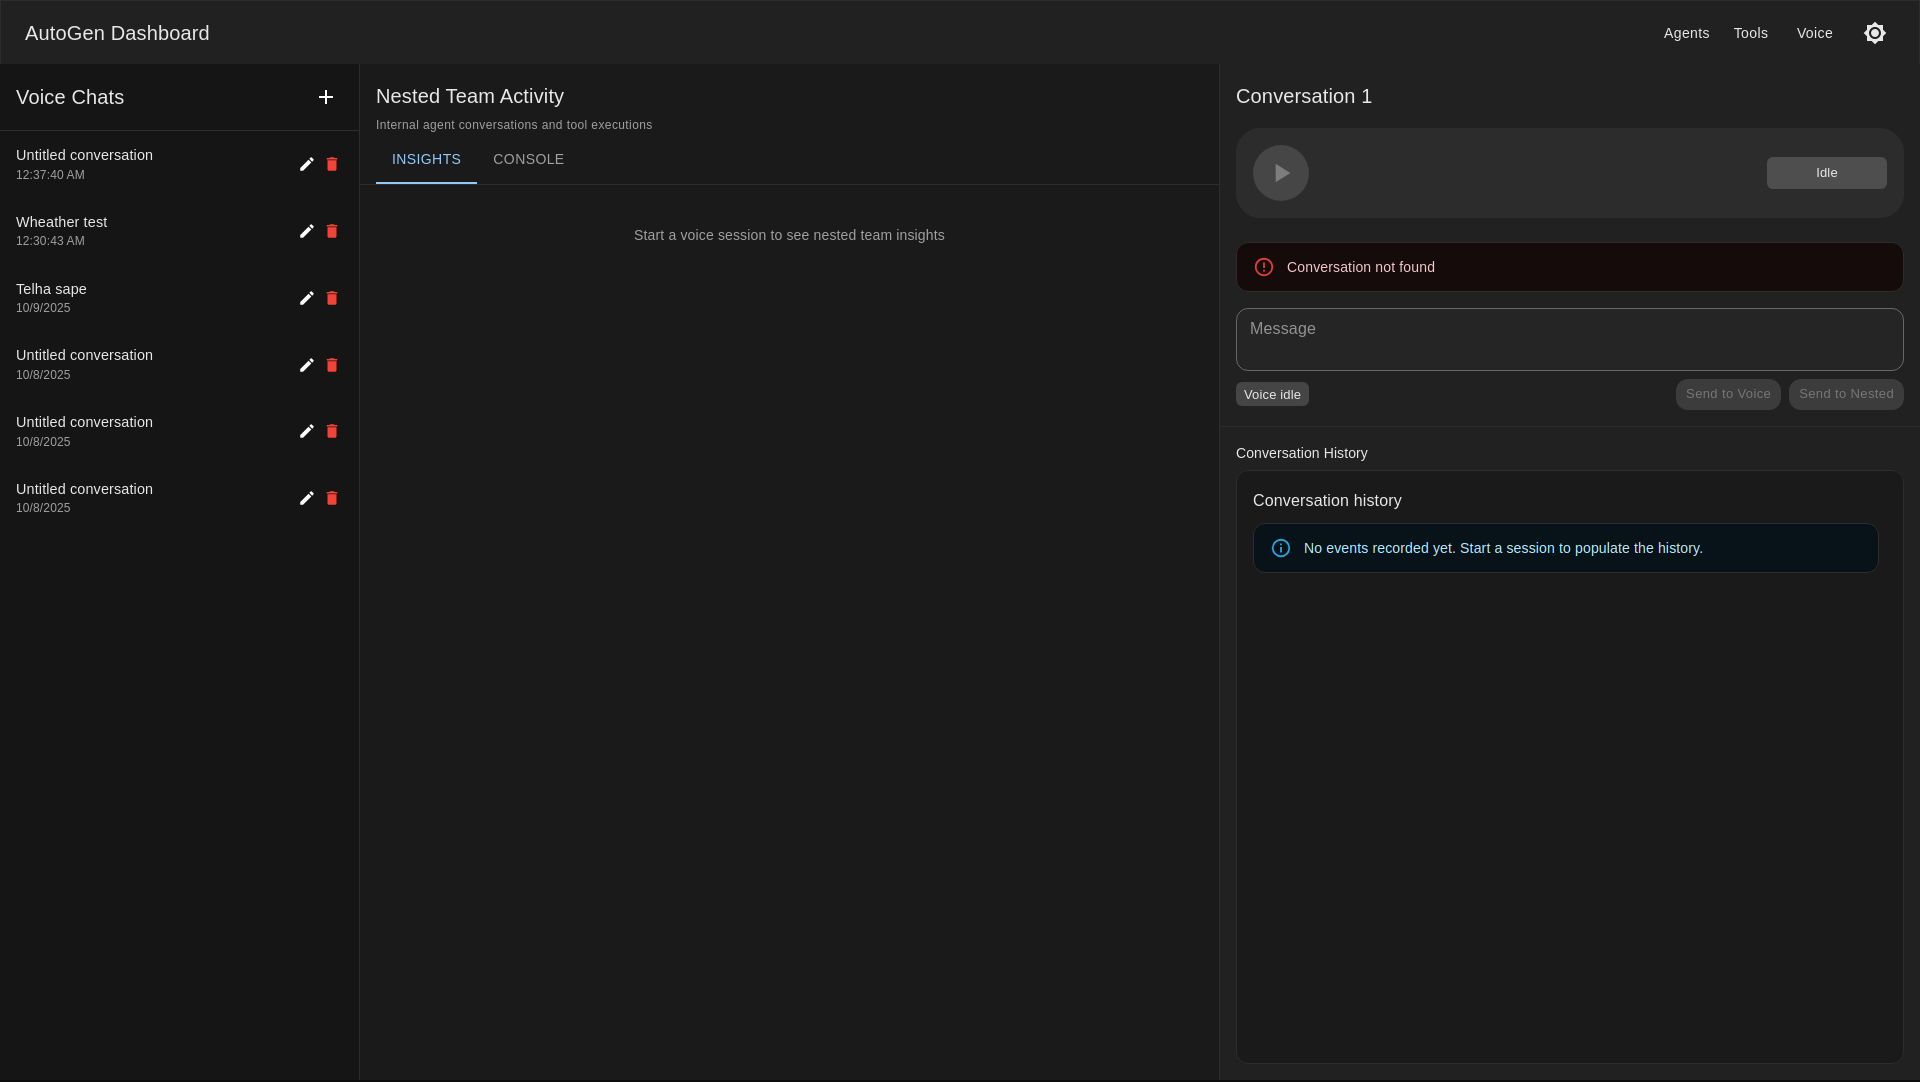 AutoGen Dashboard
Agents
Tools
Voice
Voice Chats
Untitled conversation
12:37:40 AM
Wheather test
12:30:43 AM
Telha sape
10/9/2025
Untitled conversation
10/8/2025
Untitled conversation
10/8/2025
Untitled conversation
10/8/2025
Nested Team Activity
Internal agent conversations and tool executions
INSIGHTS
CONSOLE
Start a voice session to see nested team insights
Conversation 1
Idle
Conversation not found
Message
Voice idle
Send to Voice
Send to Nested
Conversation History
Conversation history
No events recorded yet. Start a session to populate the history.